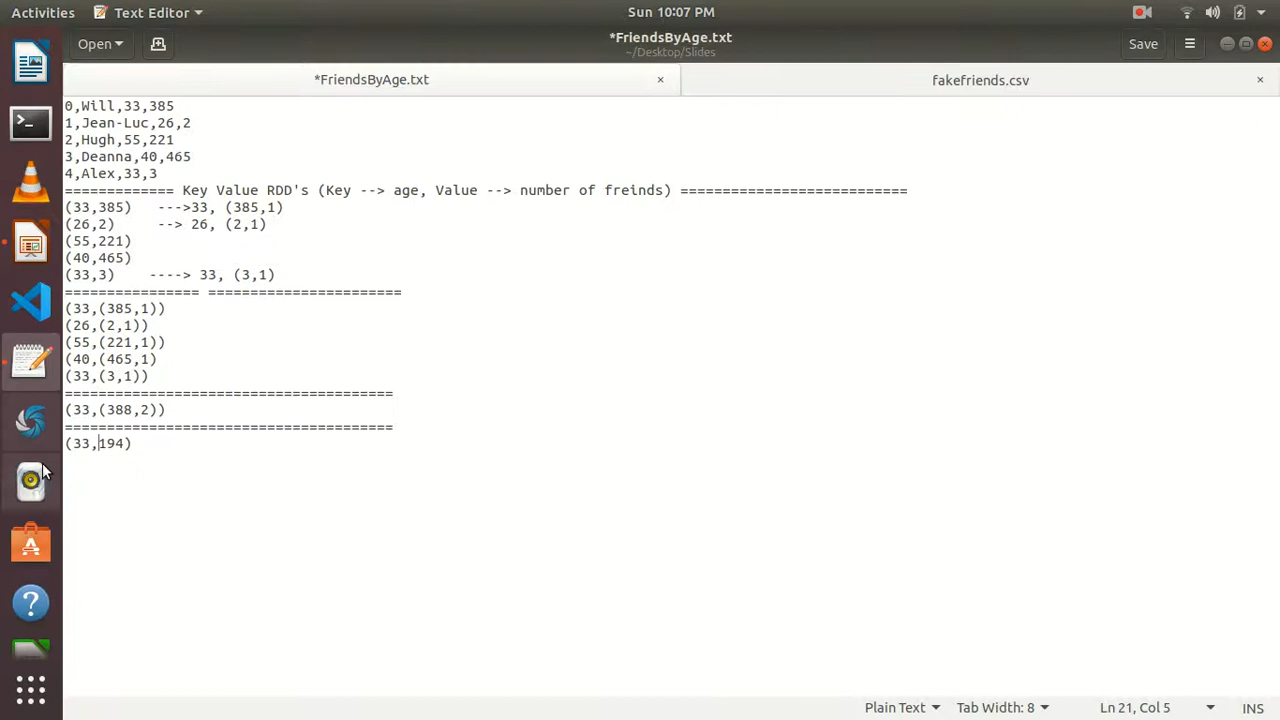 Activities Text Editor Sun 10:07 PM
Open *FriendsByAge.txt Save
~/Desktop/Slides
*FriendsByAge.txt × fakefriends.csv ×
0,Will,33,385
1,Jean-Luc,26,2
2,Hugh,55,221
3,Deanna,40,465
4,Alex,33,3
============= Key Value RDD's (Key --> age, Value --> number of freinds) ===========================
(33,385)   --->33, (385,1)
(26,2)     --> 26, (2,1)
(55,221)
(40,465)
(33,3)    ----> 33, (3,1)
================ =======================
(33,(385,1))
(26,(2,1))
(55,(221,1))
(40,(465,1)
(33,(3,1))
=======================================
(33,(388,2))
=======================================
(33,194)
Plain Text Tab Width: 8 Ln 21, Col 5 INS